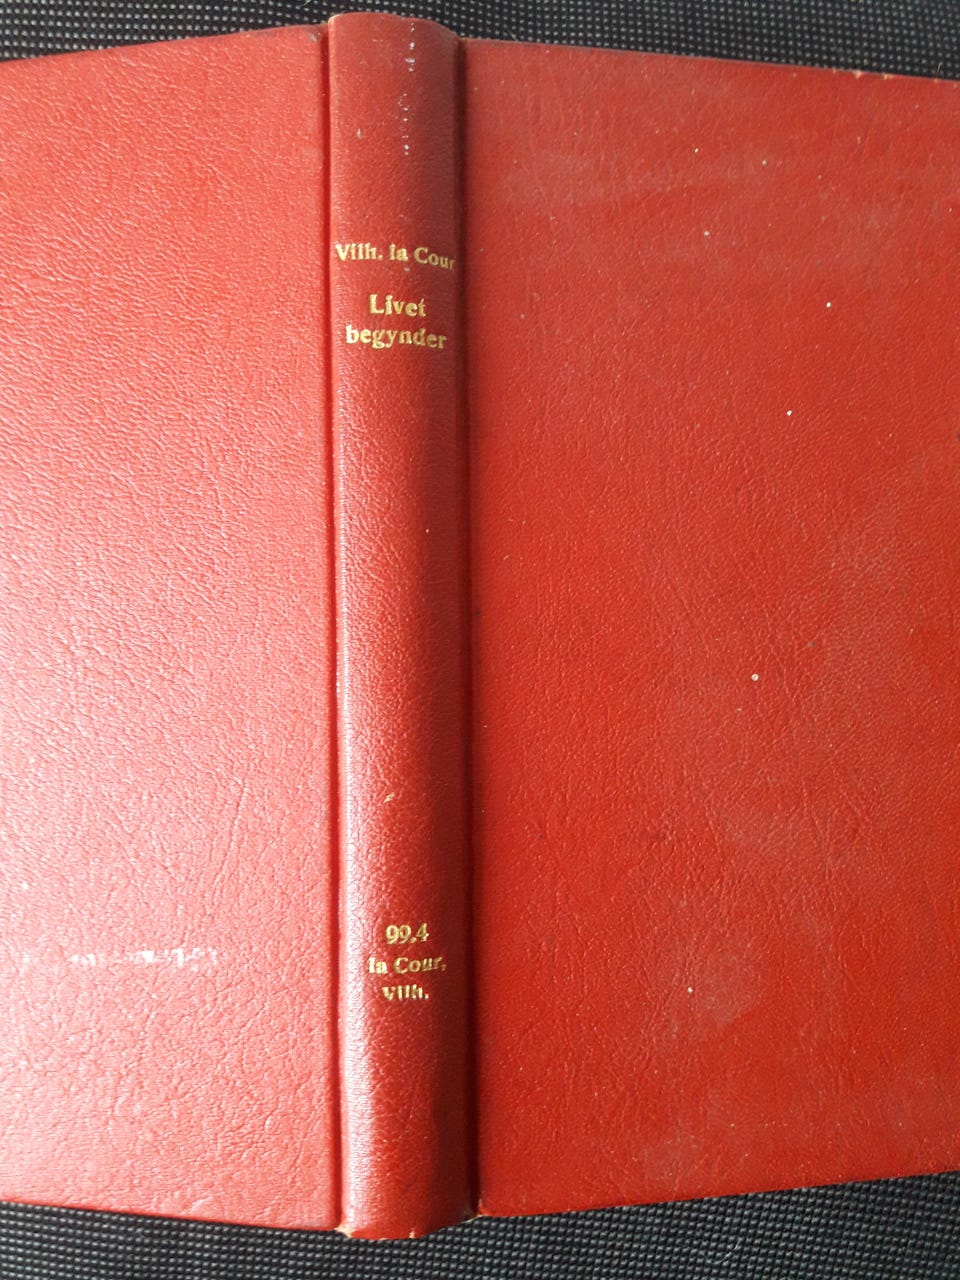 Vilh. la Cour
Livet
begynder
99.4
la Cour,
Vilh.